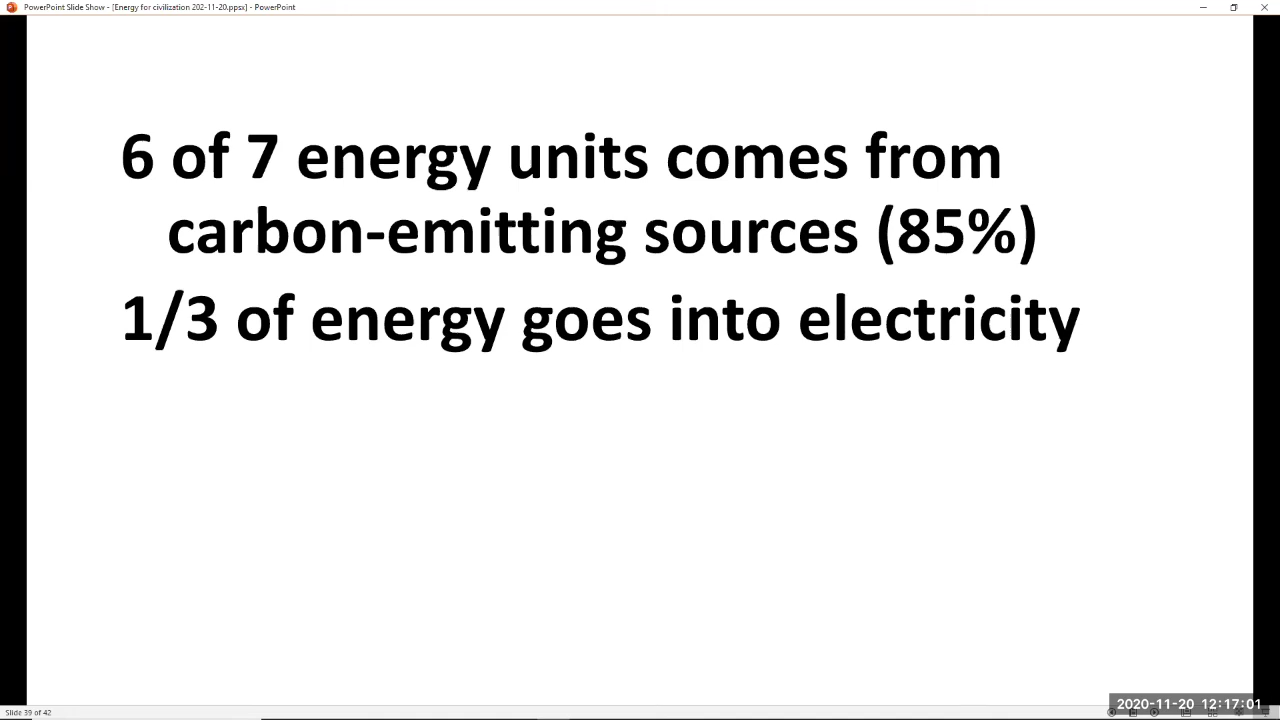 PowerPoint Slide Show - [Energy for civilization 202-11-20.ppsx] - PowerPoint
6 of 7 energy units comes from
carbon-emitting sources (85%)
1/3 of energy goes into electricity
2020-11-20 12:17:01
Slide 39 of 42